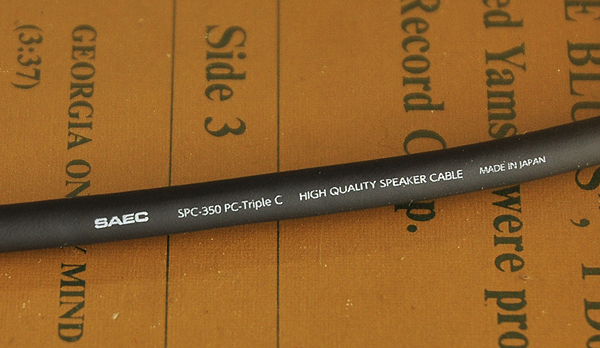 SAEC SPC-350 PC-Triple C HIGH QUALITY SPEAKER CABLE MADE IN JAPAN
Side 3
GEORGIA ON MIND
(3:37)
Record
ed Yams were pro
E BLU